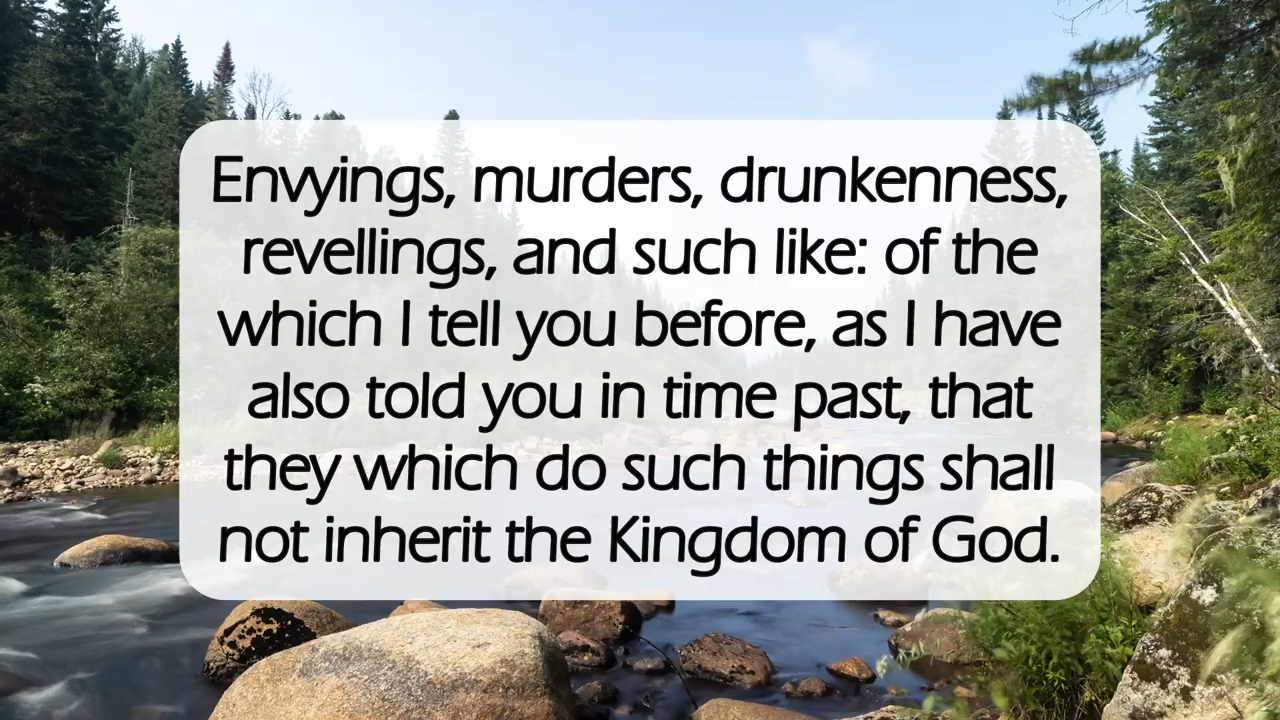 Envyings, murders, drunkenness,
revellings, and such like: of the
which I tell you before, as I have
also told you in time past, that
they which do such things shall
not inherit the Kingdom of God.